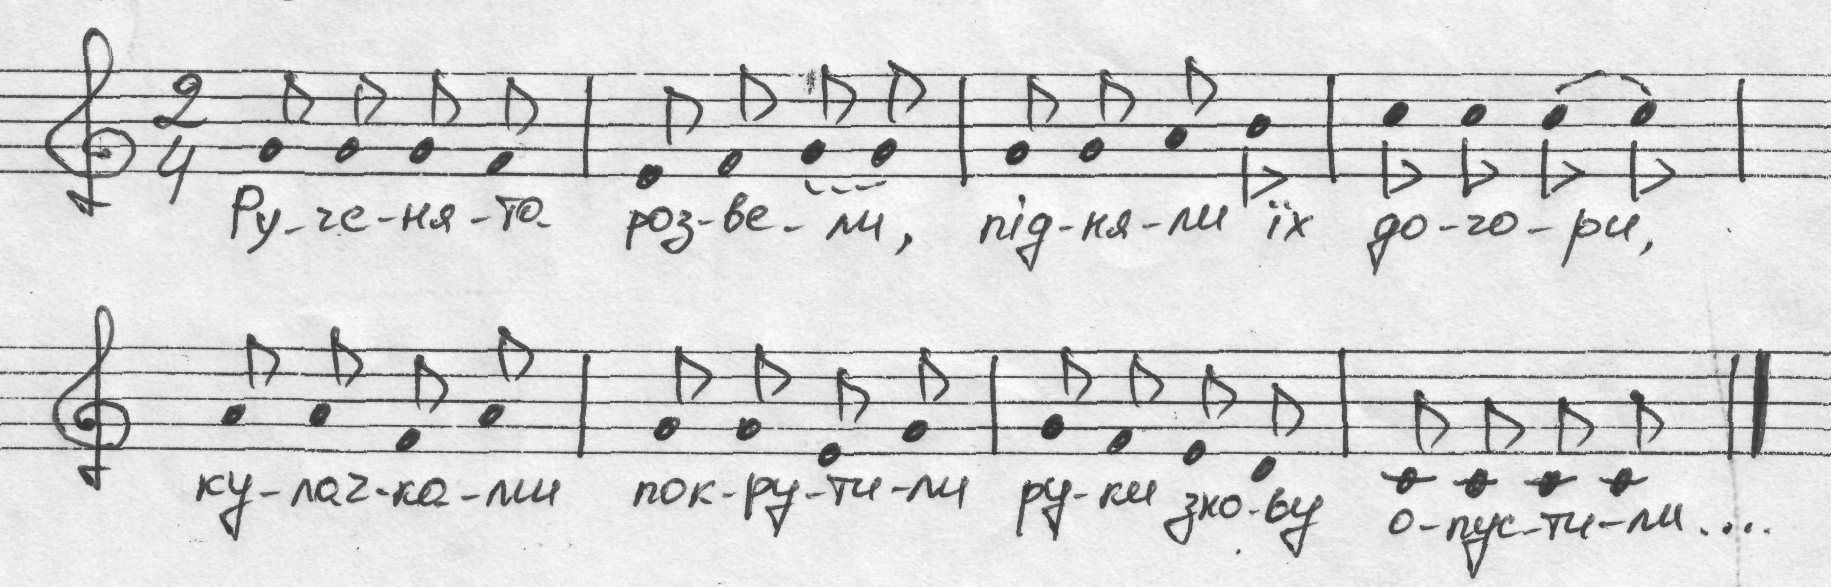 2
4
Ру-че-ня-та роз-ве-ли, під-ня-ли їх до-го-ри,
ку-лач-ка-ми пок-ру-ти-ли ру-ки зно-ву о-пус-ти-ли....